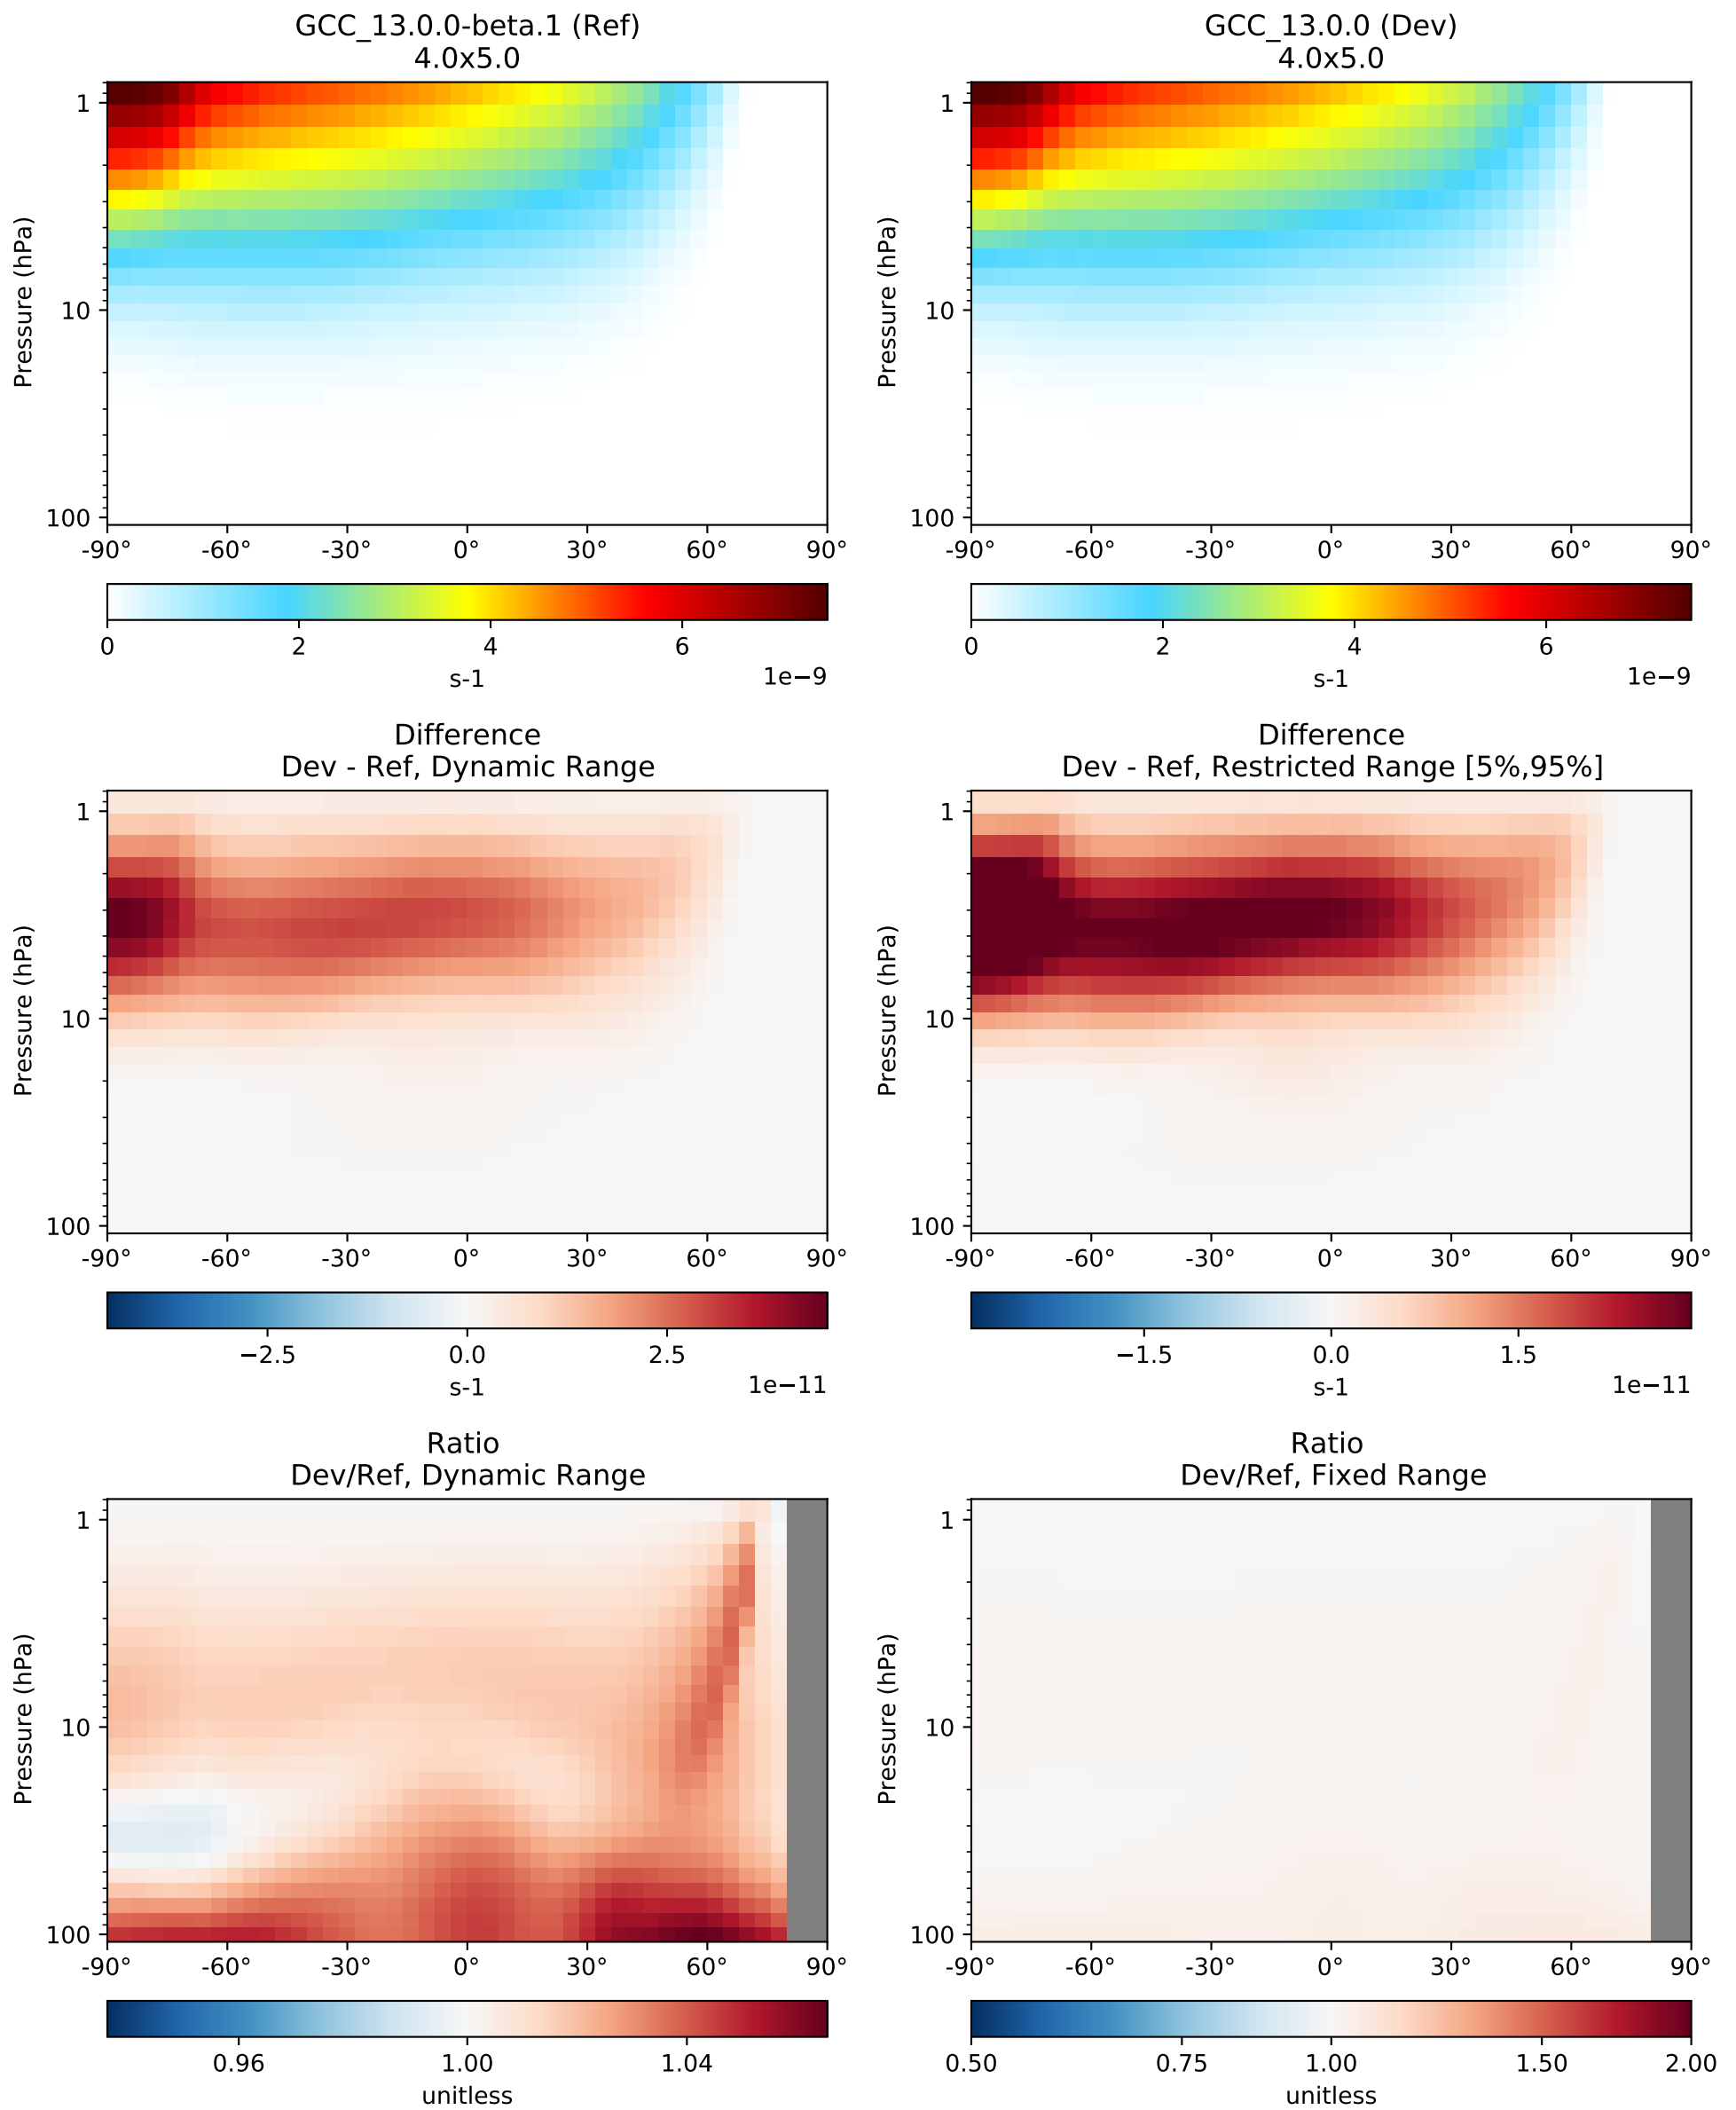 GCC_13.0.0-beta.1 (Ref)
4.0x5.0
Pressure (hPa)
1
10
100
-90° -60° -30° 0° 30° 60° 90°
0 2 4 6
s-1
1e−9
GCC_13.0.0 (Dev)
4.0x5.0
Pressure (hPa)
1
10
100
-90° -60° -30° 0° 30° 60° 90°
0 2 4 6
s-1
1e−9
Difference
Dev - Ref, Dynamic Range
Pressure (hPa)
1
10
100
-90° -60° -30° 0° 30° 60° 90°
−2.5 0.0 2.5
s-1
1e−11
Difference
Dev - Ref, Restricted Range [5%,95%]
Pressure (hPa)
1
10
100
-90° -60° -30° 0° 30° 60° 90°
−1.5 0.0 1.5
s-1
1e−11
Ratio
Dev/Ref, Dynamic Range
Pressure (hPa)
1
10
100
-90° -60° -30° 0° 30° 60° 90°
0.96 1.00 1.04
unitless
Ratio
Dev/Ref, Fixed Range
Pressure (hPa)
1
10
100
-90° -60° -30° 0° 30° 60° 90°
0.50 0.75 1.00 1.50 2.00
unitless